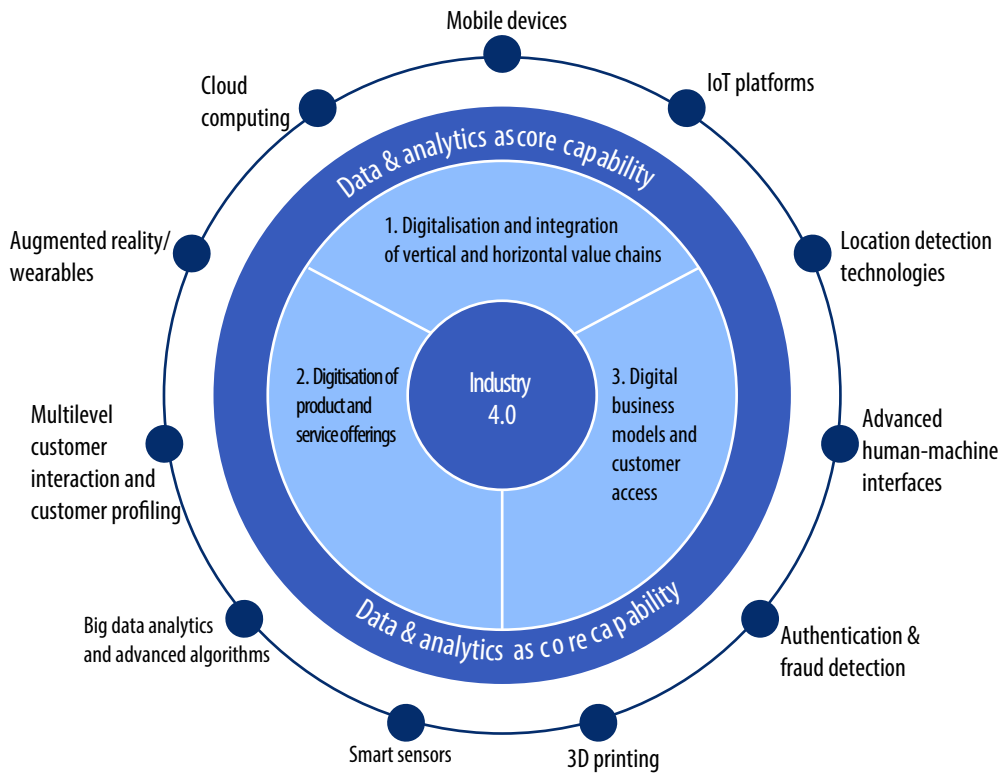 Mobile devices
IoT platforms
Cloud
computing
Data & analytics as core capability
1. Digitalisation and integration
of vertical and horizontal value chains
Augmented reality/
wearables
Location detection
technologies
2. Digitisation of
product and
service offerings
Industry
4.0
3. Digital
business
models and
customer
access
Multilevel
customer
interaction and
customer profiling
Advanced
human-machine
interfaces
Data & analytics as core capability
Big data analytics
and advanced algorithms
Authentication &
fraud detection
Smart sensors
3D printing